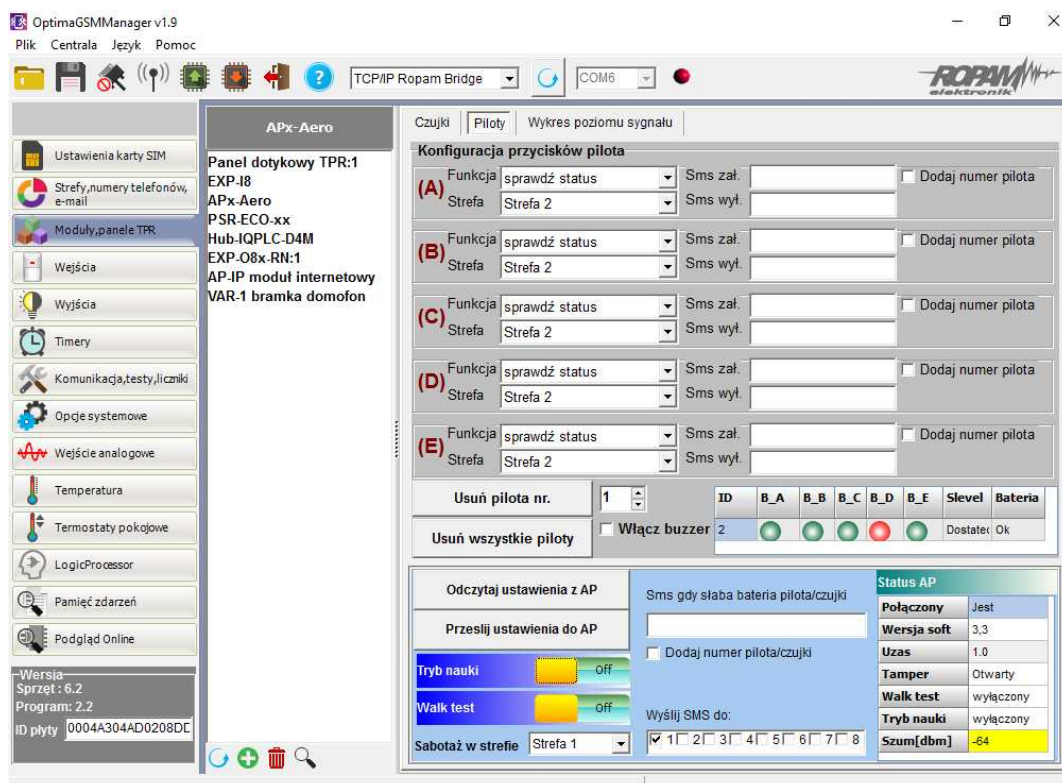 OptimaGSMManager v1.9
Plik Centrala Język Pomoc
TCP/IP Ropam Bridge
COM6
ROPAM
elektronik
Ustawienia karty SIM
Strefy,numery telefonów,
e-mail
Moduły,panele TPR
Wejścia
Wyjścia
Timery
Komunikacja,testy,liczniki
Opcje systemowe
Wejście analogowe
Temperatura
Termostaty pokojowe
LogicProcessor
Pamięć zdarzeń
Podgląd Online
Wersja
Sprzęt : 6.2
Program: 2.2
ID płyty 0004A304AD0208DE
APx-Aero
Panel dotykowy TPR:1
EXP-I8
APx-Aero
PSR-ECO-xx
Hub-IQPLC-D4M
EXP-O8x-RN:1
AP-IP moduł internetowy
VAR-1 bramka domofon
Czujki Piloty Wykres poziomu sygnału
Konfiguracja przycisków pilota
(A) Funkcja sprawdź status Sms zał. Dodaj numer pilota
Strefa Strefa 2 Sms wył.
(B) Funkcja sprawdź status Sms zał. Dodaj numer pilota
Strefa Strefa 2 Sms wył.
(C) Funkcja sprawdź status Sms zał. Dodaj numer pilota
Strefa Strefa 2 Sms wył.
(D) Funkcja sprawdź status Sms zał. Dodaj numer pilota
Strefa Strefa 2 Sms wył.
(E) Funkcja sprawdź status Sms zał. Dodaj numer pilota
Strefa Strefa 2 Sms wył.
Usuń pilota nr. 1
Usuń wszystkie piloty Włącz buzzer
ID B_A B_B B_C B_D B_E Slevel Bateria
2 Dostatec Ok
Odczytaj ustawienia z AP
Przeslij ustawienia do AP
Tryb nauki Off
Walk test Off
Sabotaż w strefie Strefa 1
Sms gdy słaba bateria pilota/czujki
Dodaj numer pilota/czujki
Wyślij SMS do:
1 2 3 4 5 6 7 8
Status AP
Połączony Jest
Wersja soft 3,3
Uzas 1.0
Tamper Otwarty
Walk test wyłączony
Tryb nauki wyłączony
Szum[dbm] -64